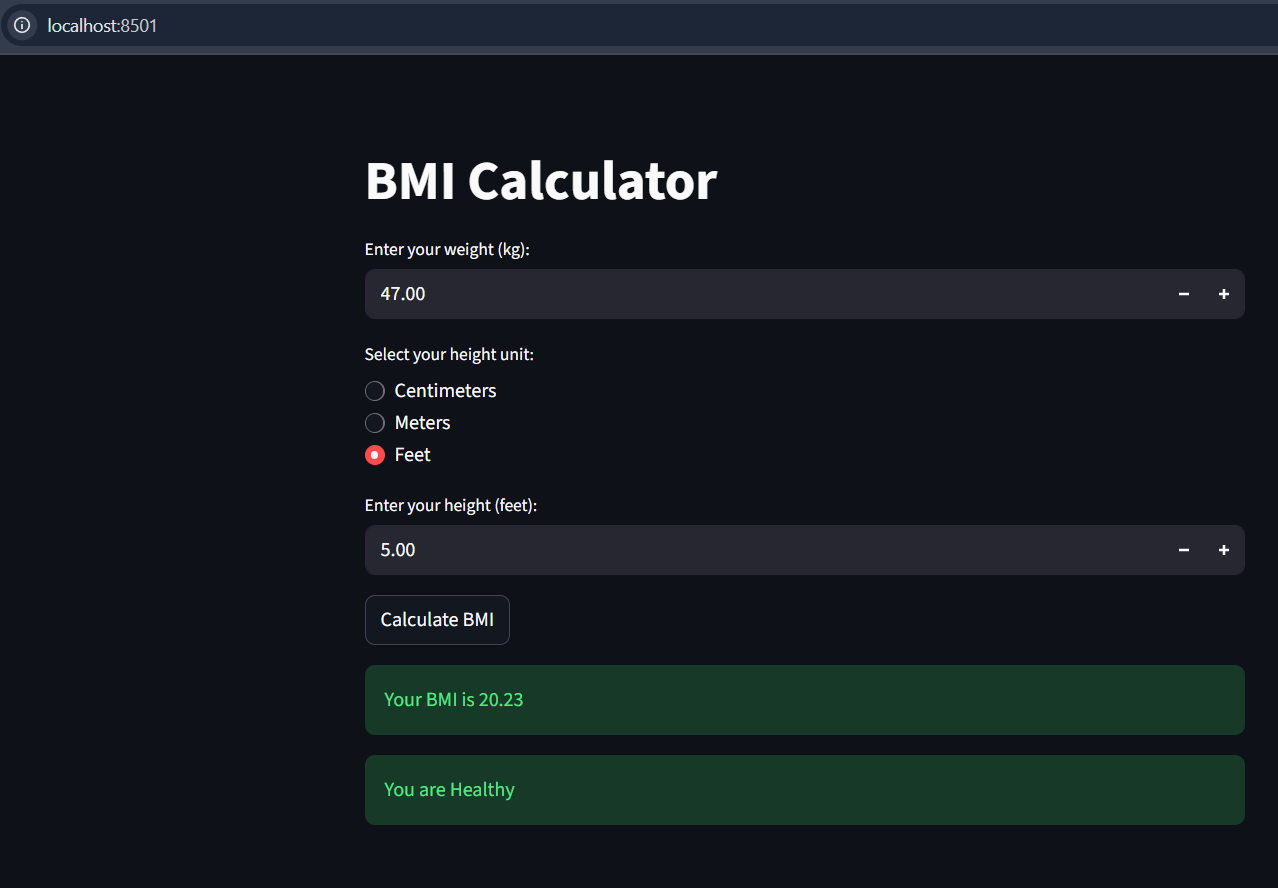 localhost:8501
BMI Calculator
Enter your weight (kg):
47.00
Select your height unit:
Centimeters
Meters
Feet
Enter your height (feet):
5.00
Calculate BMI
Your BMI is 20.23
You are Healthy